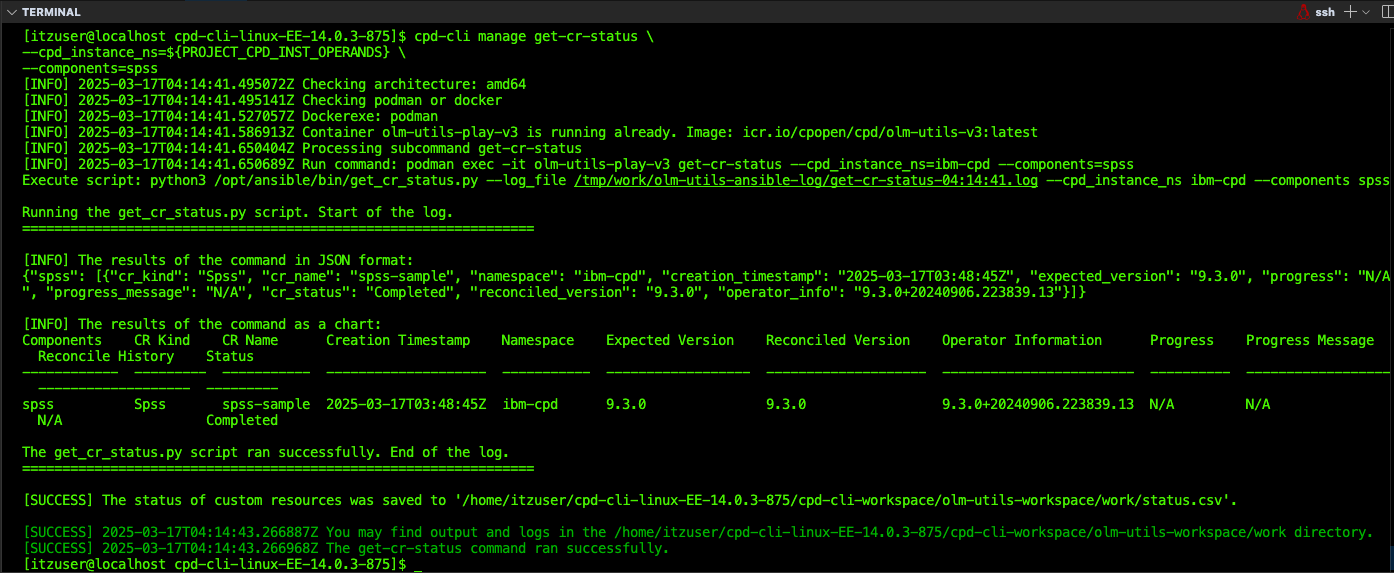 TERMINAL
ssh
[itzuser@localhost cpd-cli-linux-EE-14.0.3-875]$ cpd-cli manage get-cr-status \
--cpd_instance_ns=${PROJECT_CPD_INST_OPERANDS} \
--components=spss
[INFO] 2025-03-17T04:14:41.495072Z Checking architecture: amd64
[INFO] 2025-03-17T04:14:41.495141Z Checking podman or docker
[INFO] 2025-03-17T04:14:41.527057Z Dockerexe: podman
[INFO] 2025-03-17T04:14:41.586913Z Container olm-utils-play-v3 is running already. Image: icr.io/cpopen/cpd/olm-utils-v3:latest
[INFO] 2025-03-17T04:14:41.650404Z Processing subcommand get-cr-status
[INFO] 2025-03-17T04:14:41.650689Z Run command: podman exec -it olm-utils-play-v3 get-cr-status --cpd_instance_ns=ibm-cpd --components=spss
Execute script: python3 /opt/ansible/bin/get_cr_status.py --log_file /tmp/work/olm-utils-ansible-log/get-cr-status-04:14:41.log --cpd_instance_ns ibm-cpd --components spss
Running the get_cr_status.py script. Start of the log.
================================================================
[INFO] The results of the command in JSON format:
{"spss": [{"cr_kind": "Spss", "cr_name": "spss-sample", "namespace": "ibm-cpd", "creation_timestamp": "2025-03-17T03:48:45Z", "expected_version": "9.3.0", "progress": "N/A
", "progress_message": "N/A", "cr_status": "Completed", "reconciled_version": "9.3.0", "operator_info": "9.3.0+20240906.223839.13"}]}
[INFO] The results of the command as a chart:
Components    CR Kind    CR Name      Creation Timestamp    Namespace    Expected Version    Reconciled Version    Operator Information      Progress    Progress Message
  Reconcile History    Status
------------  ---------  -----------  --------------------  -----------  ------------------  --------------------  ------------------------  ----------  ------------------
  -------------------  ---------
spss          Spss       spss-sample  2025-03-17T03:48:45Z  ibm-cpd      9.3.0               9.3.0                 9.3.0+20240906.223839.13  N/A         N/A
  N/A                  Completed
The get_cr_status.py script ran successfully. End of the log.
================================================================
[SUCCESS] The status of custom resources was saved to '/home/itzuser/cpd-cli-linux-EE-14.0.3-875/cpd-cli-workspace/olm-utils-workspace/work/status.csv'.
[SUCCESS] 2025-03-17T04:14:43.266887Z You may find output and logs in the /home/itzuser/cpd-cli-linux-EE-14.0.3-875/cpd-cli-workspace/olm-utils-workspace/work directory.
[SUCCESS] 2025-03-17T04:14:43.266968Z The get-cr-status command ran successfully.
[itzuser@localhost cpd-cli-linux-EE-14.0.3-875]$ _